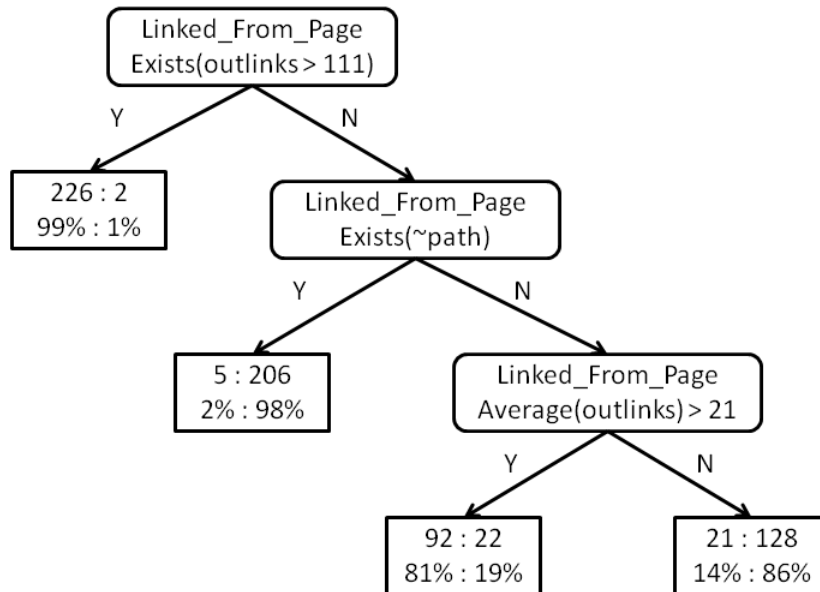 Linked_From_Page
Exists(outlinks > 111)
Y
N
226 : 2
99% : 1%
Linked_From_Page
Exists(~path)
Y
N
5 : 206
2% : 98%
Linked_From_Page
Average(outlinks) > 21
Y
N
92 : 22
81% : 19%
21 : 128
14% : 86%